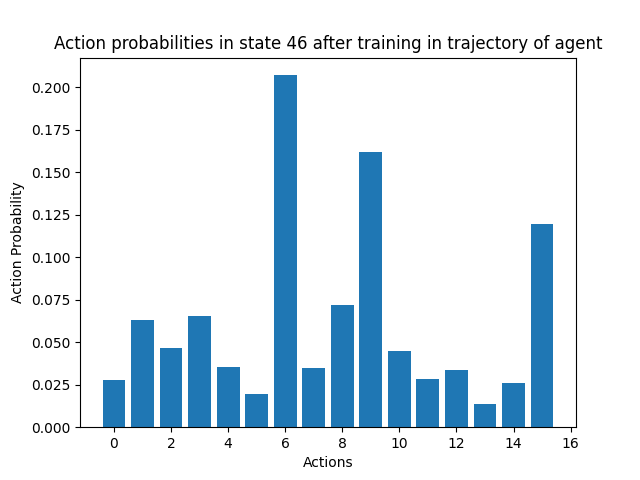 Action probabilities in state 46 after training in trajectory of agent
0.200
0.175
0.150
0.125
0.100
0.075
0.050
0.025
0.000
Action Probability
0 2 4 6 8 10 12 14 16
Actions